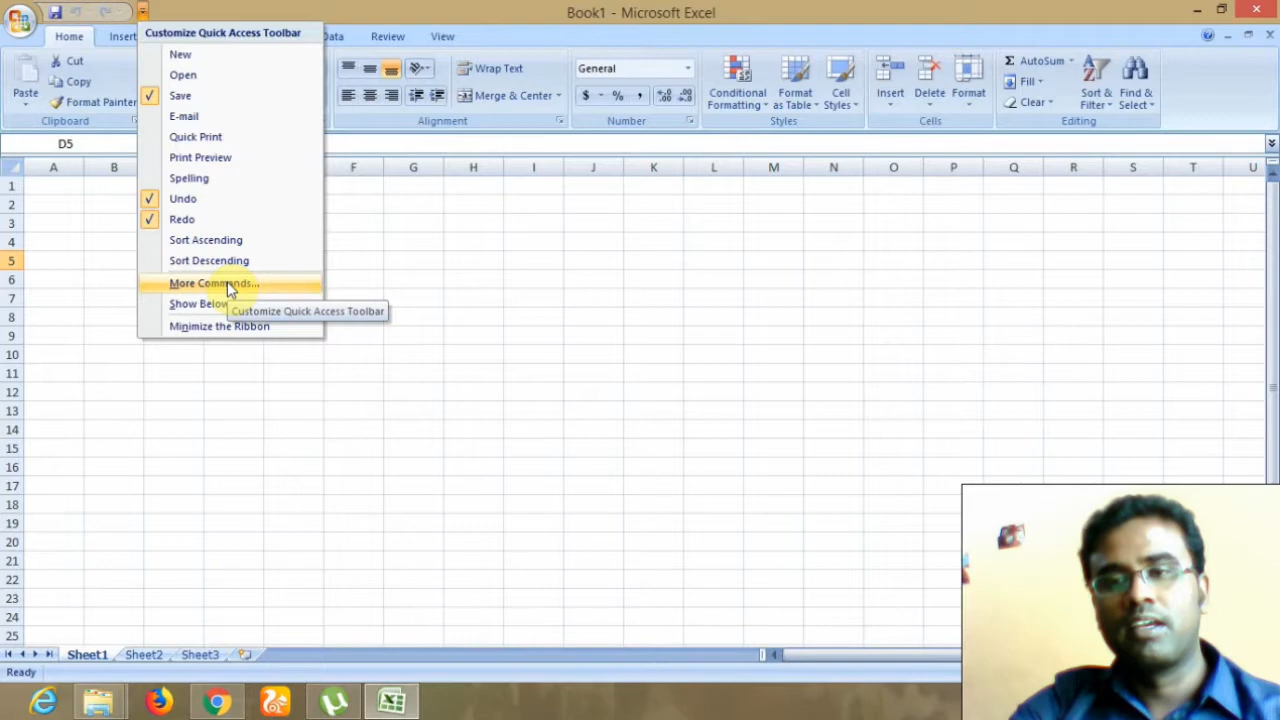 Book1 - Microsoft Excel
Customize Quick Access Toolbar
Home
Insert
Data
Review
View
New
Open
Save
E-mail
Quick Print
Print Preview
Spelling
Undo
Redo
Sort Ascending
Sort Descending
More Commands...
Show Below
Customize Quick Access Toolbar
Minimize the Ribbon
Paste
Cut
Copy
Format Painter
Clipboard
Wrap Text
Merge & Center
Alignment
General
$ % ,
Number
Conditional Formatting
Format as Table
Cell Styles
Styles
Insert
Delete
Format
Cells
Σ AutoSum
Fill
Clear
Sort & Filter
Find & Select
Editing
D5
A B F G H I J K L M N O P Q R S T U
1
2
3
4
5
6
7
8
9
10
11
12
13
14
15
16
17
18
19
20
21
22
23
24
25
Sheet1 Sheet2 Sheet3
Ready